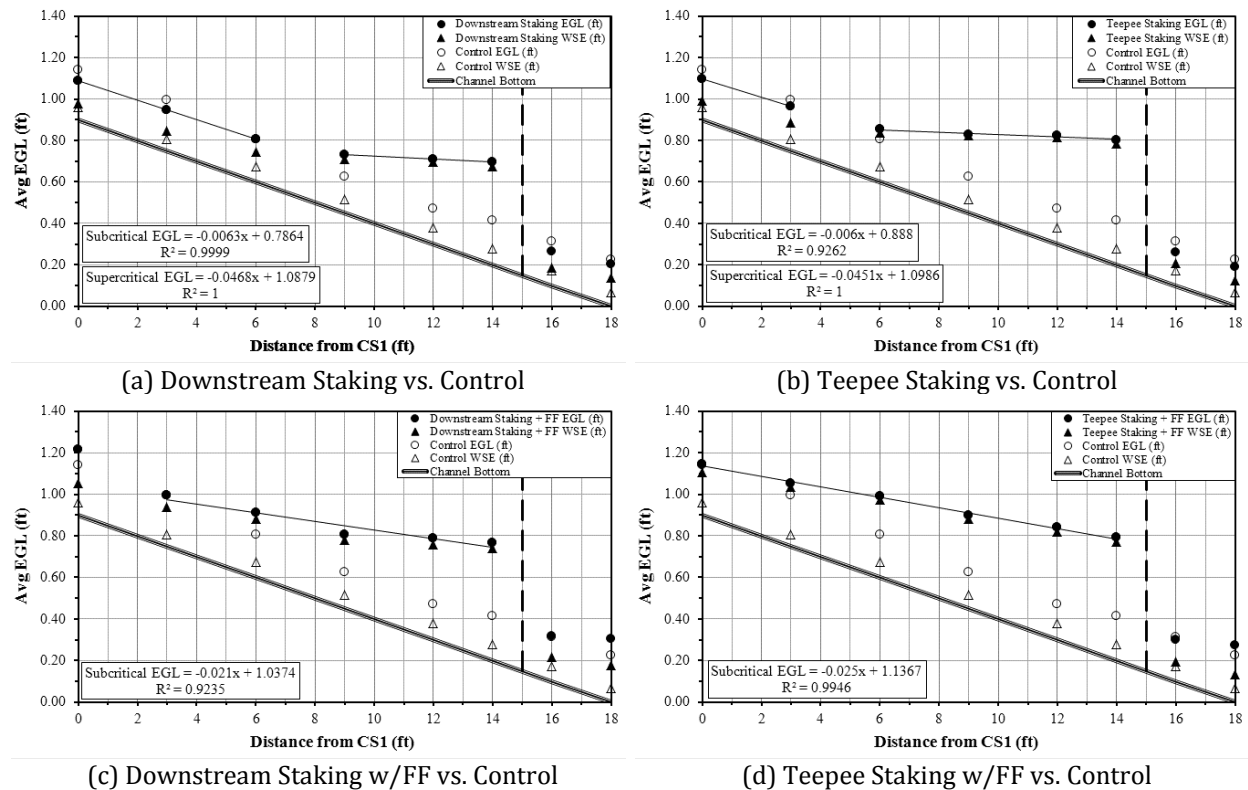 Downstream Staking EGL (ft)
Downstream Staking WSE (ft)
Control EGL (ft)
Control WSE (ft)
Channel Bottom
Avg EGL (ft)
1.40
1.20
1.00
0.80
0.60
0.40
0.20
0.00
Subcritical EGL = -0.0063x + 0.7864
R² = 0.9999
Supercritical EGL = -0.0468x + 1.0879
R² = 1
0 2 4 6 8 10 12 14 16 18
Distance from CS1 (ft)
(a) Downstream Staking vs. Control
Teepee Staking EGL (ft)
Teepee Staking WSE (ft)
Control EGL (ft)
Control WSE (ft)
Channel Bottom
Avg EGL (ft)
1.40
1.20
1.00
0.80
0.60
0.40
0.20
0.00
Subcritical EGL = -0.006x + 0.888
R² = 0.9262
Supercritical EGL = -0.0451x + 1.0986
R² = 1
0 2 4 6 8 10 12 14 16 18
Distance from CS1 (ft)
(b) Teepee Staking vs. Control
Downstream Staking + FF EGL (ft)
Downstream Staking + FF WSE (ft)
Control EGL (ft)
Control WSE (ft)
Channel Bottom
Avg EGL (ft)
1.40
1.20
1.00
0.80
0.60
0.40
0.20
0.00
Subcritical EGL = -0.021x + 1.0374
R² = 0.9235
0 2 4 6 8 10 12 14 16 18
Distance from CS1 (ft)
(c) Downstream Staking w/FF vs. Control
Teepee Staking + FF EGL (ft)
Teepee Staking + FF WSE (ft)
Control EGL (ft)
Control WSE (ft)
Channel Bottom
Avg EGL (ft)
1.40
1.20
1.00
0.80
0.60
0.40
0.20
0.00
Subcritical EGL = -0.025x + 1.1367
R² = 0.9946
0 2 4 6 8 10 12 14 16 18
Distance from CS1 (ft)
(d) Teepee Staking w/FF vs. Control